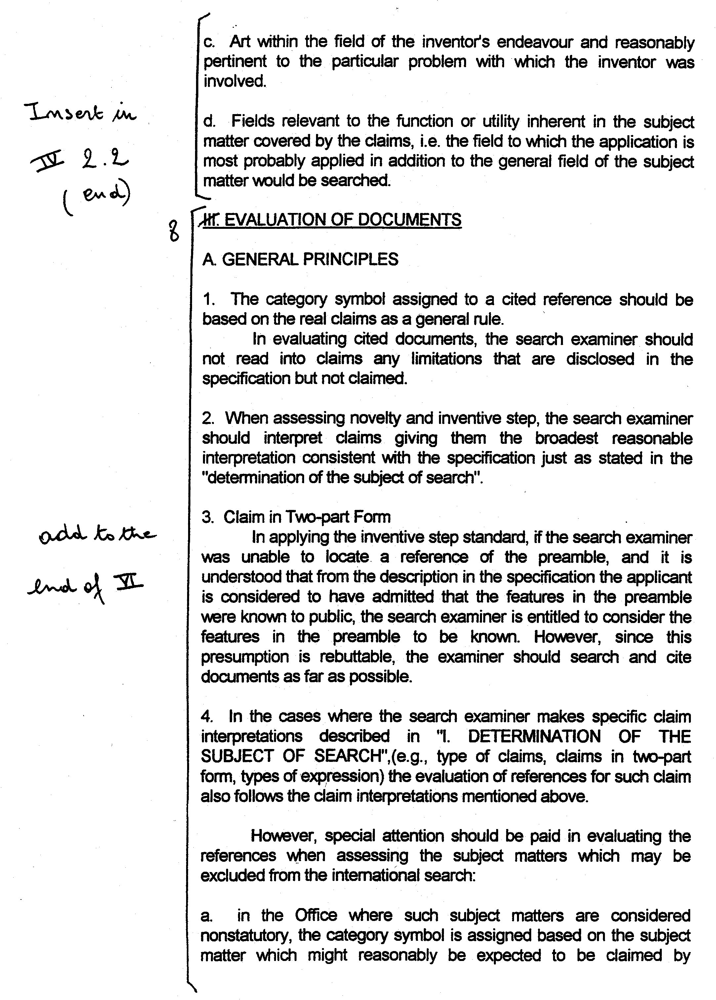 c. Art within the field of the inventor's endeavour and reasonably
pertinent to the particular problem with which the inventor was
involved.
Insert in
IV 2.2
(end)
d. Fields relevant to the function or utility inherent in the subject
matter covered by the claims, i.e. the field to which the application is
most probably applied in addition to the general field of the subject
matter would be searched.
8
III. EVALUATION OF DOCUMENTS
A. GENERAL PRINCIPLES
1. The category symbol assigned to a cited reference should be
based on the real claims as a general rule.
In evaluating cited documents, the search examiner should
not read into claims any limitations that are disclosed in the
specification but not claimed.
2. When assessing novelty and inventive step, the search examiner
should interpret claims giving them the broadest reasonable
interpretation consistent with the specification just as stated in the
"determination of the subject of search".
add to the
end of VI
3. Claim in Two-part Form
In applying the inventive step standard, if the search examiner
was unable to locate a reference of the preamble, and it is
understood that from the description in the specification the applicant
is considered to have admitted that the features in the preamble
were known to public, the search examiner is entitled to consider the
features in the preamble to be known. However, since this
presumption is rebuttable, the examiner should search and cite
documents as far as possible.
4. In the cases where the search examiner makes specific claim
interpretations described in "I. DETERMINATION OF THE
SUBJECT OF SEARCH",(e.g., type of claims, claims in two-part
form, types of expression) the evaluation of references for such claim
also follows the claim interpretations mentioned above.
However, special attention should be paid in evaluating the
references when assessing the subject matters which may be
excluded from the international search:
a. in the Office where such subject matters are considered
nonstatutory, the category symbol is assigned based on the subject
matter which might reasonably be expected to be claimed by